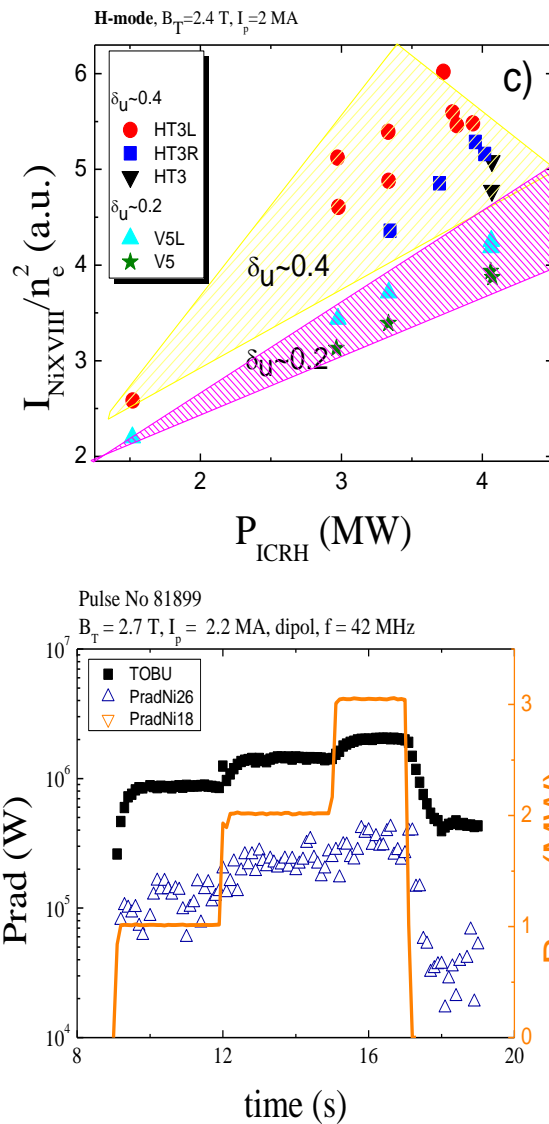 H-mode, B_T=2.4 T, I_p=2 MA
c)
δ_u~0.4
HT3L
HT3R
HT3
δ_u~0.2
V5L
V5
δ_u~0.4
δ_u~0.2
I_NiXVIII/n_e^2 (a.u.)
6
5
4
3
2
2
3
4
P_ICRH (MW)
Pulse No 81899
B_T = 2.7 T, I_p = 2.2 MA, dipol, f = 42 MHz
TOBU
PradNi26
PradNi18
Prad (W)
10^7
10^6
10^5
10^4
3
2
1
0
(MW)
8
12
16
20
time (s)